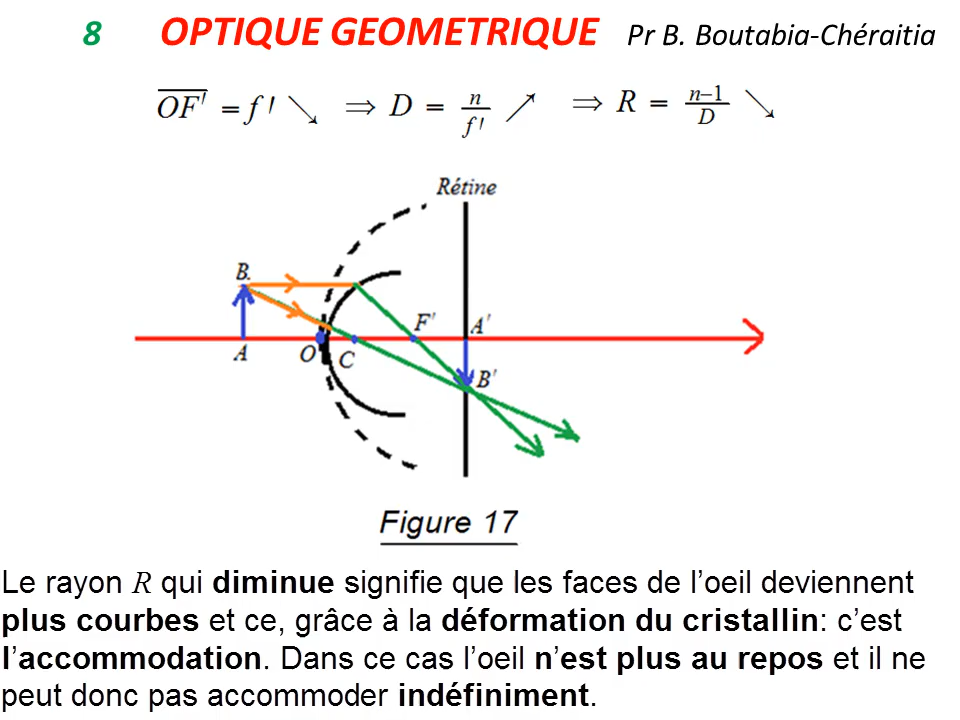 8 OPTIQUE GEOMETRIQUE Pr B. Boutabia-Chéraitia
OF' = f' ↘ ⇒ D = n/f' ↗ ⇒ R = n–1/D ↘
Rétine
B.
F' A'
A O C
B'
Figure 17
Le rayon R qui diminue signifie que les faces de l’oeil deviennent
plus courbes et ce, grâce à la déformation du cristallin: c’est
l’accommodation. Dans ce cas l’oeil n’est plus au repos et il ne
peut donc pas accommoder indéfiniment.